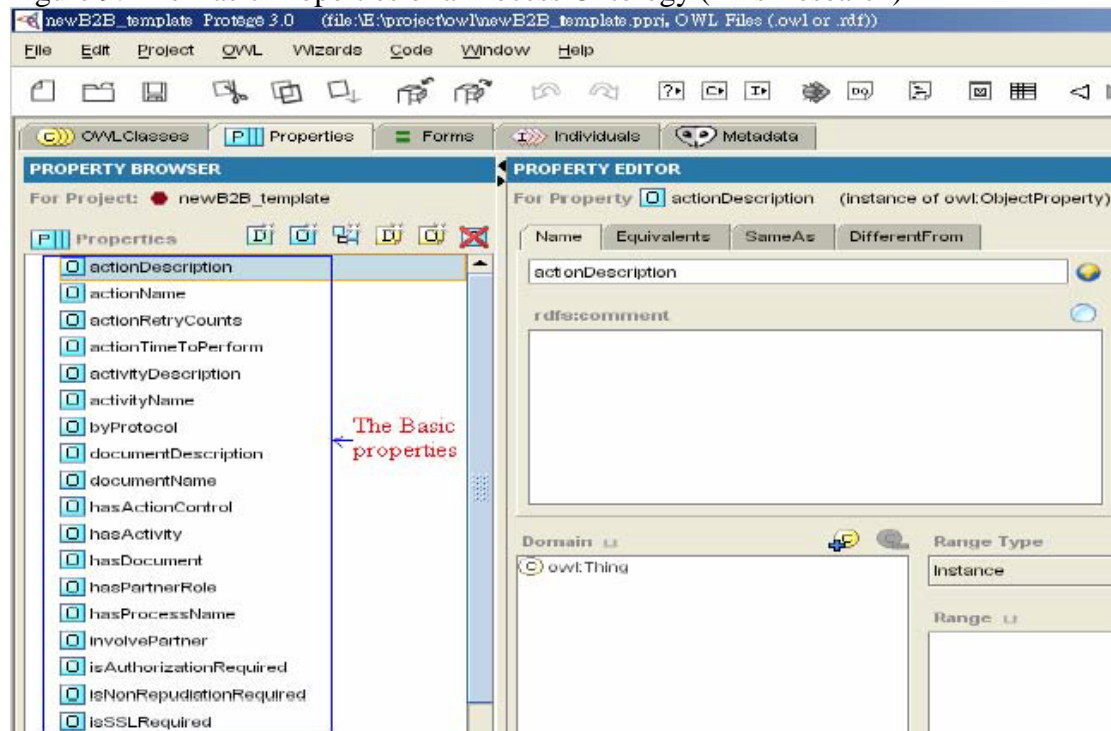 newB2B_template Protégé 3.0 (file:\E:\project\owl\newB2B_template.pprj, OWL Files (.owl or .rdf))
File Edit Project OWL Wizards Code Window Help
OWLClasses Properties Forms Individuals Metadata
PROPERTY BROWSER
For Project: newB2B_template
Properties
actionDescription
actionName
actionRetryCounts
actionTimeToPerform
activityDescription
activityName
byProtocol
documentDescription
documentName
hasActionControl
hasActivity
hasDocument
hasPartnerRole
hasProcessName
involvePartner
isAuthorizationRequired
isNonRepudiationRequired
isSSLRequired
The Basic
properties
PROPERTY EDITOR
For Property actionDescription (instance of owl:ObjectProperty)
Name Equivalents SameAs DifferentFrom
actionDescription
rdfs:comment
Domain
owl:Thing
Range Type
Instance
Range